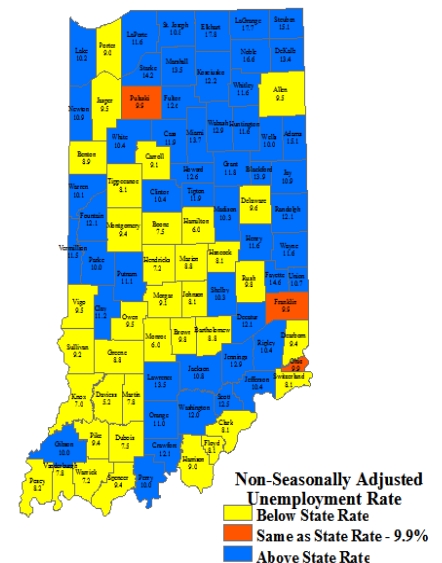 St. Joseph
10.1
Elkhart
17.8
LaGrange
17.7
Steuben
15.1
LaPorte
11.6
Lake
10.2
Porter
9.0
Noble
16.6
DeKalb
13.4
Marshall
13.5
Starke
14.2
Kosciusko
12.2
Whitley
11.6
Allen
9.5
Pulaski
9.9
Fulton
12.1
Jasper
9.5
Newton
10.9
White
10.4
Cass
Miami
13.7
Wabash
12.9
Huntington
11.6
Wells
10.0
Adams
15.1
Benton
8.9
Carroll
9.1
Howard
12.6
Grant
11.8
Blackford
13.9
Jay
10.9
Warren
10.1
Tippecanoe
8.1
Clinton
10.4
Tipton
11.9
Madison
10.3
Delaware
9.6
Randolph
12.1
Fountain
12.1
Montgomery
9.4
Boone
7.5
Hamilton
6.0
Henry
11.6
Wayne
11.6
Vermillion
11.5
Parke
10.0
Putnam
11.1
Hendricks
7.2
Marion
8.8
Hancock
8.1
Rush
9.8
Fayette
14.6
Union
10.7
Vigo
9.5
Clay
11.2
Owen
9.5
Morgan
9.1
Johnson
8.1
Shelby
10.3
Franklin
9.9
Decatur
12.1
Dearborn
9.4
Sullivan
9.2
Greene
8.8
Monroe
6.0
Brown
9.8
Bartholomew
8.8
Ripley
10.4
Ohio
9.9
Jennings
12.9
Switzerland
8.1
Jefferson
10.4
Jackson
10.8
Lawrence
13.5
Knox
7.0
Daviess
5.2
Martin
7.8
Scott
12.5
Washington
12.0
Orange
11.0
Clark
8.1
Gibson
10.0
Pike
9.4
Dubois
7.5
Crawford
12.1
Floyd
8.1
Harrison
9.0
Vanderburgh
7.8
Posey
8.2
Warrick
7.2
Spencer
9.4
Perry
10.0
Non-Seasonally Adjusted
Unemployment Rate
Below State Rate
Same as State Rate - 9.9%
Above State Rate